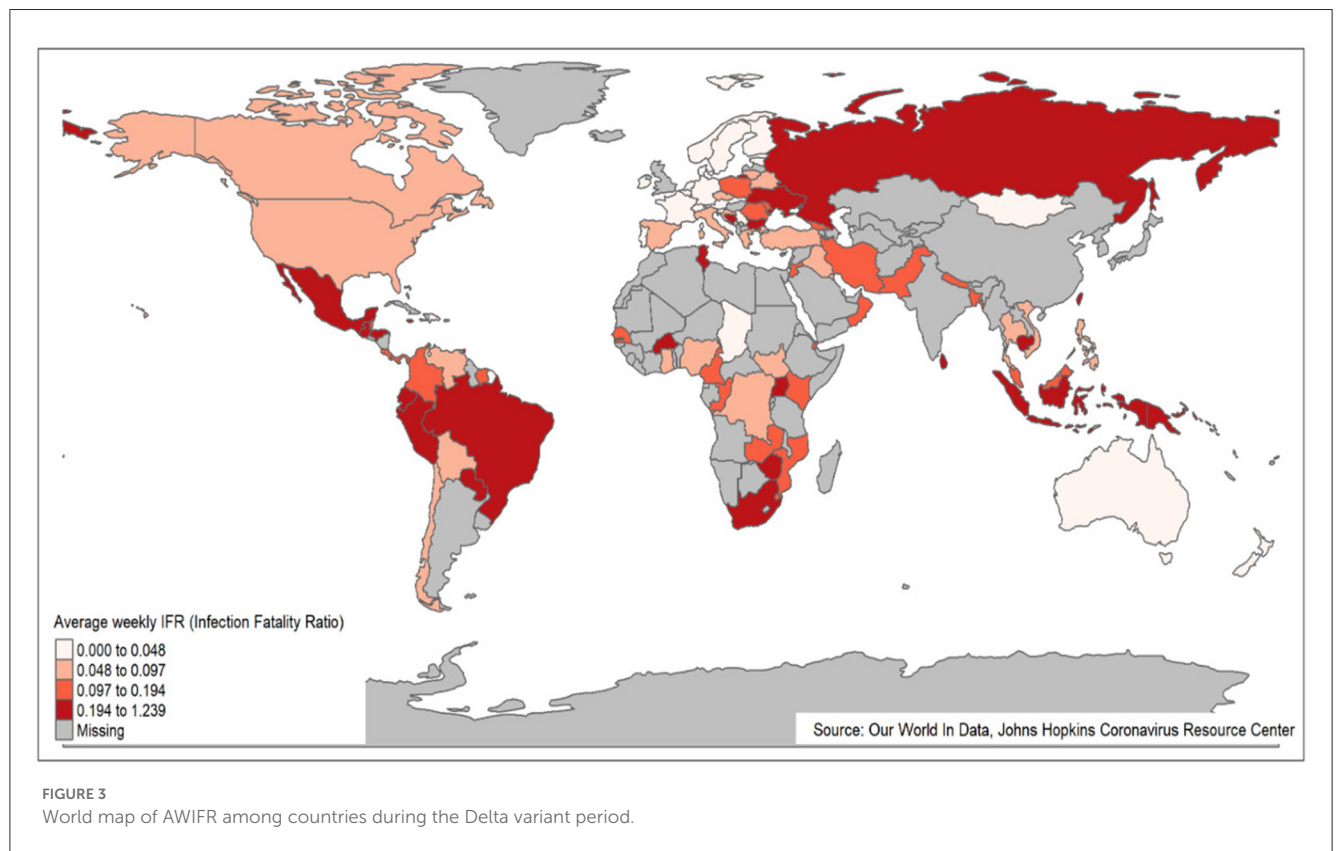 Average weekly IFR (Infection Fatality Ratio)
0.000 to 0.048
0.048 to 0.097
0.097 to 0.194
0.194 to 1.239
Missing
Source: Our World In Data, Johns Hopkins Coronavirus Resource Center
FIGURE 3
World map of AWIFR among countries during the Delta variant period.